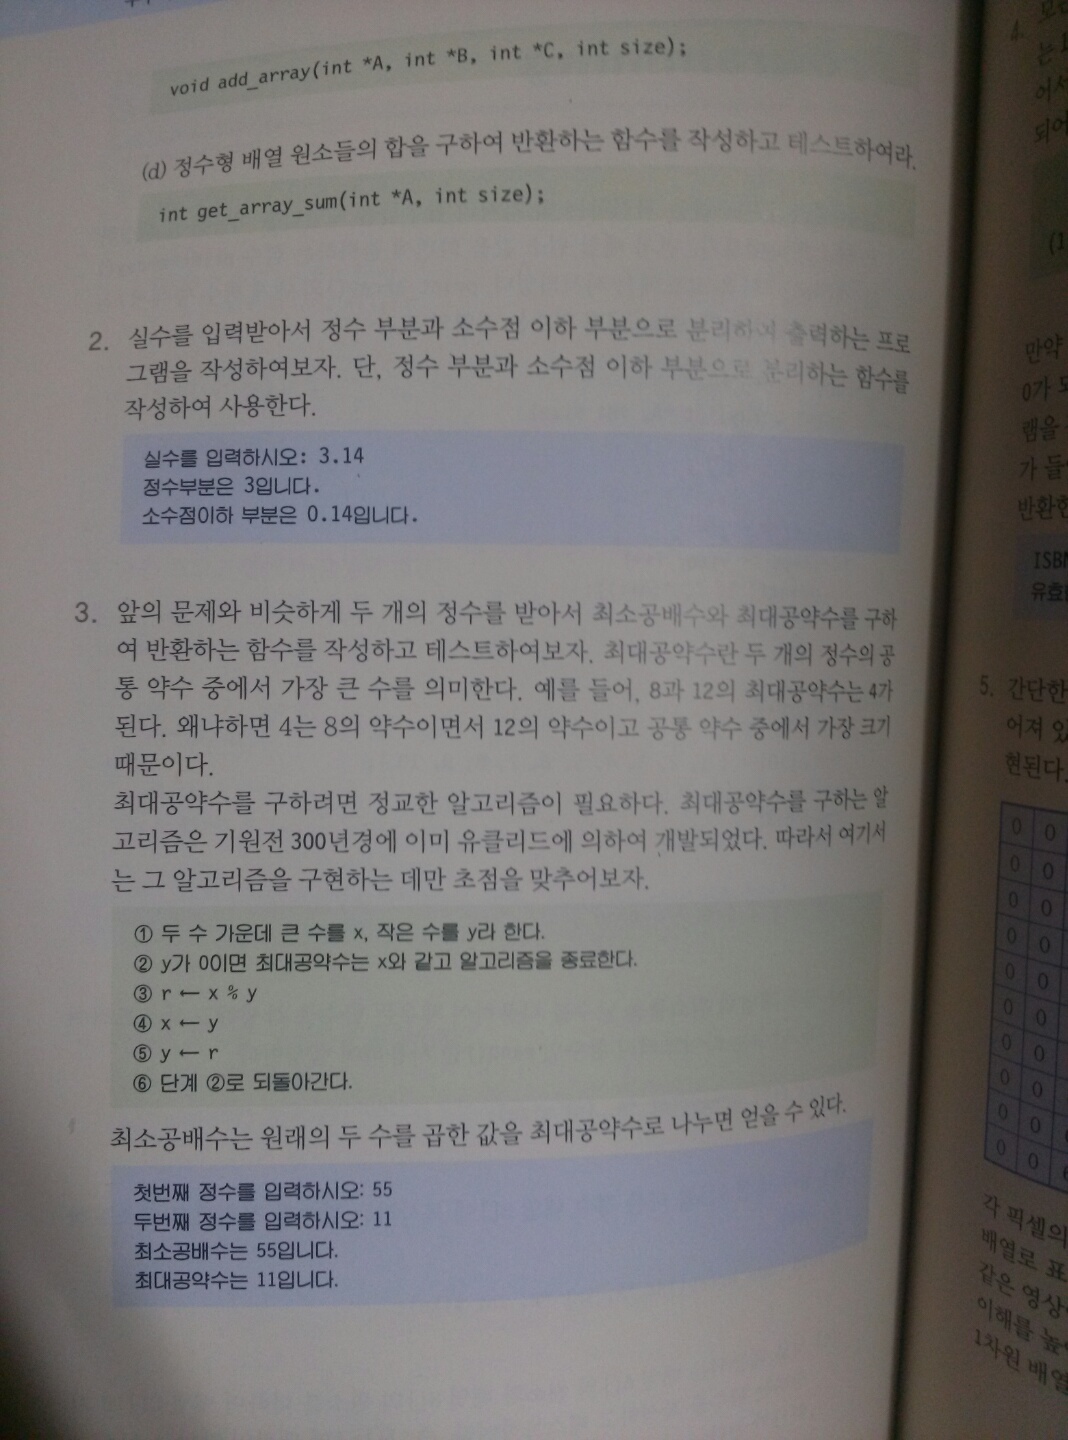 void add_array(int *A, int *B, int *C, int size);
(d) 정수형 배열 원소들의 합을 구하여 반환하는 함수를 작성하고 테스트하여라.
int get_array_sum(int *A, int size);
2. 실수를 입력받아서 정수 부분과 소수점 이하 부분으로 분리하여 출력하는 프로
그램을 작성하여보자. 단, 정수 부분과 소수점 이하 부분으로 분리하는 함수를
작성하여 사용한다.
실수를 입력하시오: 3.14
정수부분은 3입니다.
소수점이하 부분은 0.14입니다.
3. 앞의 문제와 비슷하게 두 개의 정수를 받아서 최소공배수와 최대공약수를 구하
여 반환하는 함수를 작성하고 테스트하여보자. 최대공약수란 두 개의 정수의 공
통 약수 중에서 가장 큰 수를 의미한다. 예를 들어, 8과 12의 최대공약수는 4가
된다. 왜냐하면 4는 8의 약수이면서 12의 약수이고 공통 약수 중에서 가장 크기
때문이다.
최대공약수를 구하려면 정교한 알고리즘이 필요하다. 최대공약수를 구하는 알
고리즘은 기원전 300년경에 이미 유클리드에 의하여 개발되었다. 따라서 여기서
는 그 알고리즘을 구현하는 데만 초점을 맞추어보자.
① 두 수 가운데 큰 수를 x, 작은 수를 y라 한다.
② y가 0이면 최대공약수는 x와 같고 알고리즘을 종료한다.
③ r ← x % y
④ x ← y
⑤ y ← r
⑥ 단계 ②로 되돌아간다.
최소공배수는 원래의 두 수를 곱한 값을 최대공약수로 나누면 얻을 수 있다.
첫번째 정수를 입력하시오: 55
두번째 정수를 입력하시오: 11
최소공배수는 55입니다.
최대공약수는 11입니다.
4.
어서
되어
(1
만약
0가
램을
가
반환한
ISBN
5. 간단한
어져 있
현된다.
0 0
0 0
0 0
0 0
0 0
0 0
0 0
0 0
0 0
각 픽셀의
배열로 표
같은 영상
이해를 높
1차원 배열